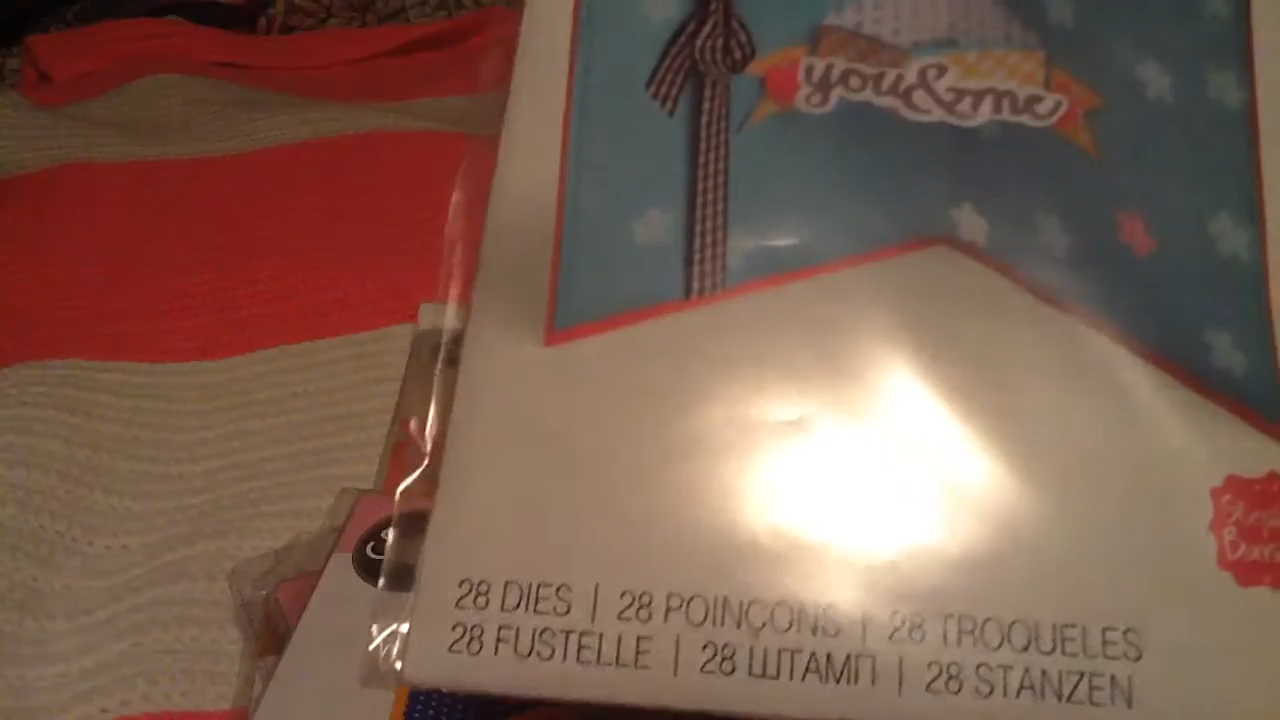 you&me
28 DIES | 28 POINÇONS | 28 TROQUELES
28 FUSTELLE | 28 ШТАМП | 28 STANZEN